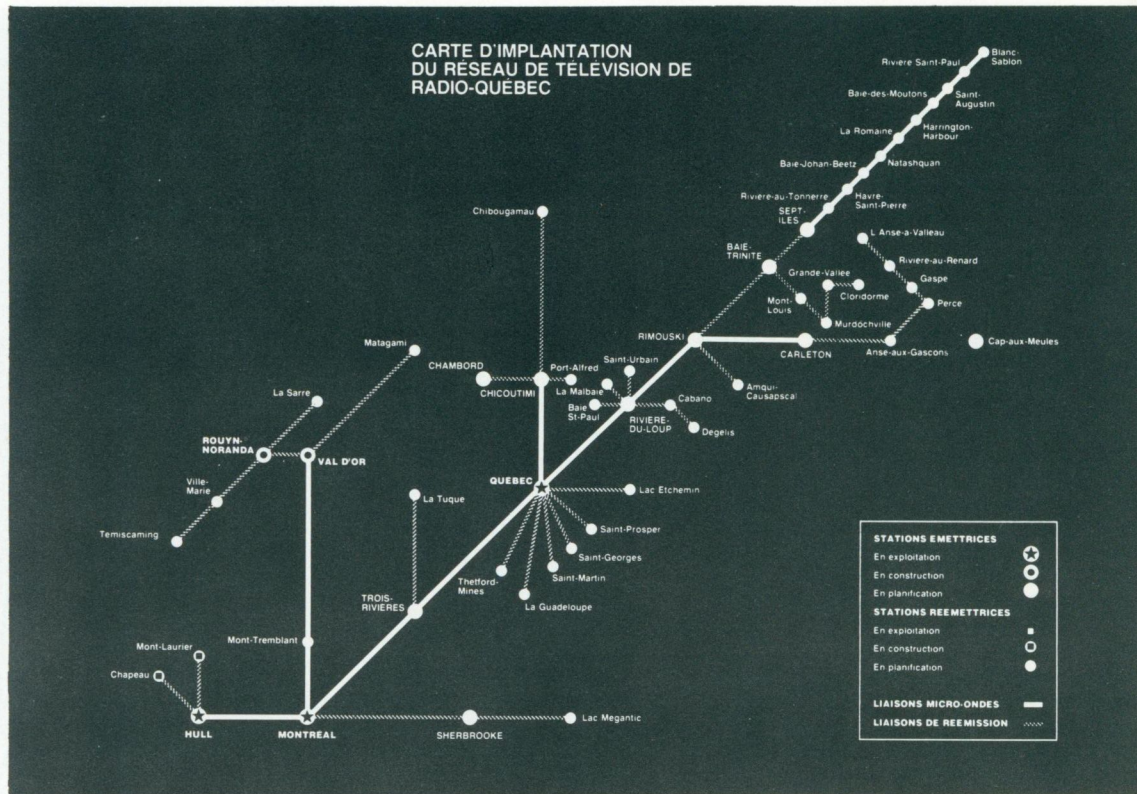 CARTE D'IMPLANTATION
DU RÉSEAU DE TÉLÉVISION DE
RADIO-QUÉBEC
Blanc-
Sablon
Rivière Saint-Paul
Saint-
Augustin
Baie-des-Moutons
Harrington-
Harbour
La Romaine
Natashquan
Baie-Johan-Beetz
Havre-
Saint-Pierre
Rivière-au-Tonnerre
SEPT-
ILES
Chibougamau
L Anse-a-Valleau
BAIE-
TRINITE
Rivière-au-Renard
Grande-Vallee
Gaspe
Cloridorme
Mont-
Louis
Perce
Murdochville
RIMOUSKI
CARLETON
Anse-aux-Gascons
Cap-aux-Meules
Matagami
Saint-Urbain
CHAMBORD
Port-Alfred
CHICOUTIMI
La Malbaie
Amqui-
Causapscal
La Sarre
Baie
St-Paul
Cabano
RIVIERE-
DU-LOUP
Degelis
ROUYN-
NORANDA
VAL D'OR
QUEBEC
Ville-
Marie
La Tuque
Lac Etchemin
Temiscaming
Saint-Prosper
Saint-Georges
Thetford-
Mines
Saint-Martin
La Guadeloupe
TROIS-
RIVIERES
Mont-Laurier
Mont-Tremblant
Chapeau
HULL
MONTRÉAL
SHERBROOKE
Lac Megantic
STATIONS EMETTRICES
En exploitation
En construction
En planification
STATIONS REEMETTRICES
En exploitation
En construction
En planification
LIAISONS MICRO-ONDES
LIAISONS DE REEMISSION